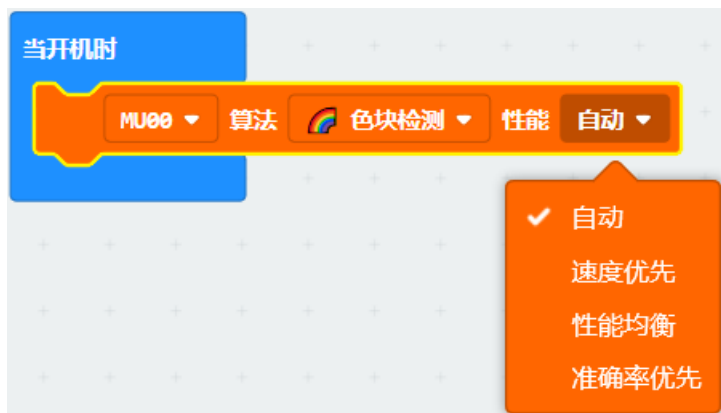 当开机时
MU00 算法 色块检测 性能 自动
自动
速度优先
性能均衡
准确率优先